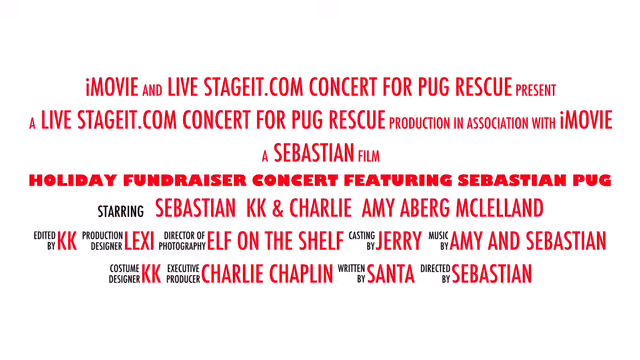 iMOVIE AND LIVE STAGEIT.COM CONCERT FOR PUG RESCUE PRESENT
A LIVE STAGEIT.COM CONCERT FOR PUG RESCUE PRODUCTION IN ASSOCIATION WITH iMOVIE
A SEBASTIAN FILM
HOLIDAY FUNDRAISER CONCERT FEATURING SEBASTIAN PUG
STARRING SEBASTIAN KK & CHARLIE AMY ABERG MCLELLAND
EDITED BY KK PRODUCTION DESIGNER LEXI DIRECTOR OF PHOTOGRAPHY ELF ON THE SHELF CASTING BY JERRY MUSIC BY AMY AND SEBASTIAN
COSTUME DESIGNER KK EXECUTIVE PRODUCER CHARLIE CHAPLIN WRITTEN BY SANTA DIRECTED BY SEBASTIAN